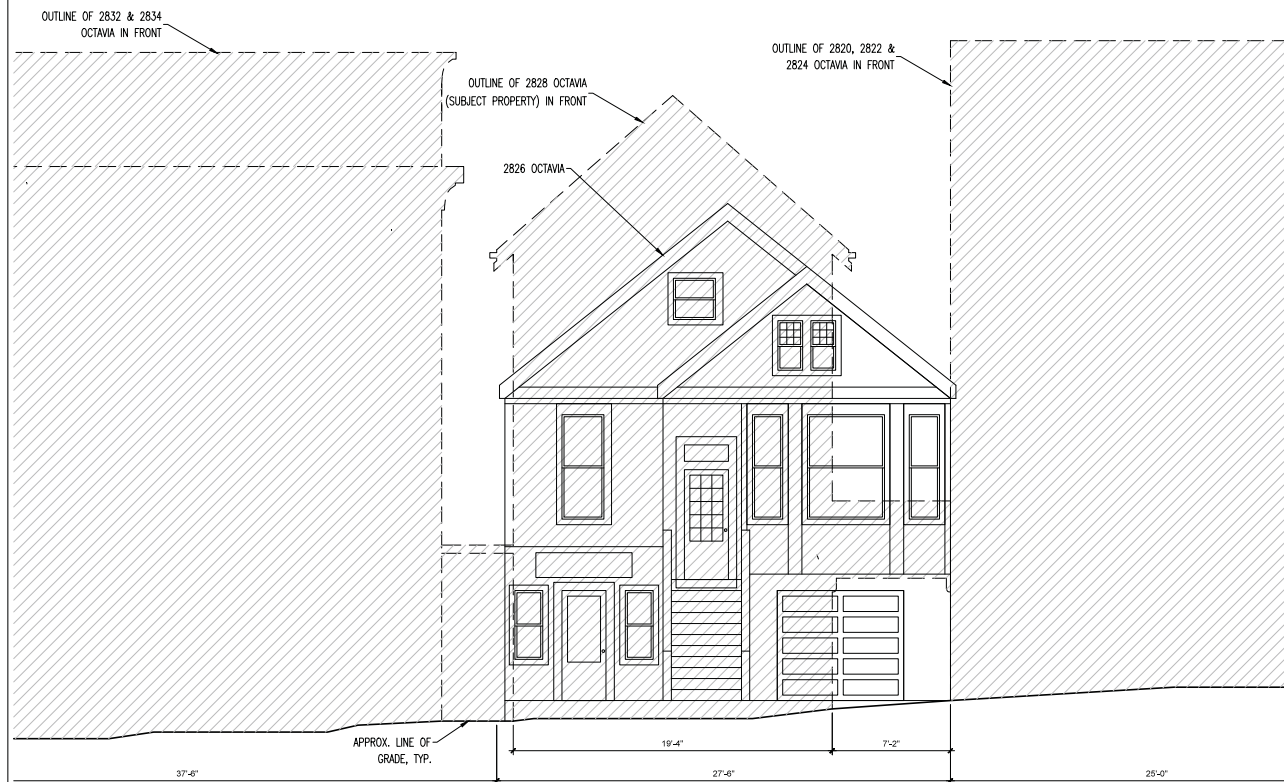 OUTLINE OF 2832 & 2834
OCTAVIA IN FRONT
OUTLINE OF 2820, 2822 &
2824 OCTAVIA IN FRONT
OUTLINE OF 2828 OCTAVIA
(SUBJECT PROPERTY) IN FRONT
2826 OCTAVIA
APPROX. LINE OF
GRADE, TYP.
19'-4"
7'-2"
37'-6"
27'-6"
25'-0"